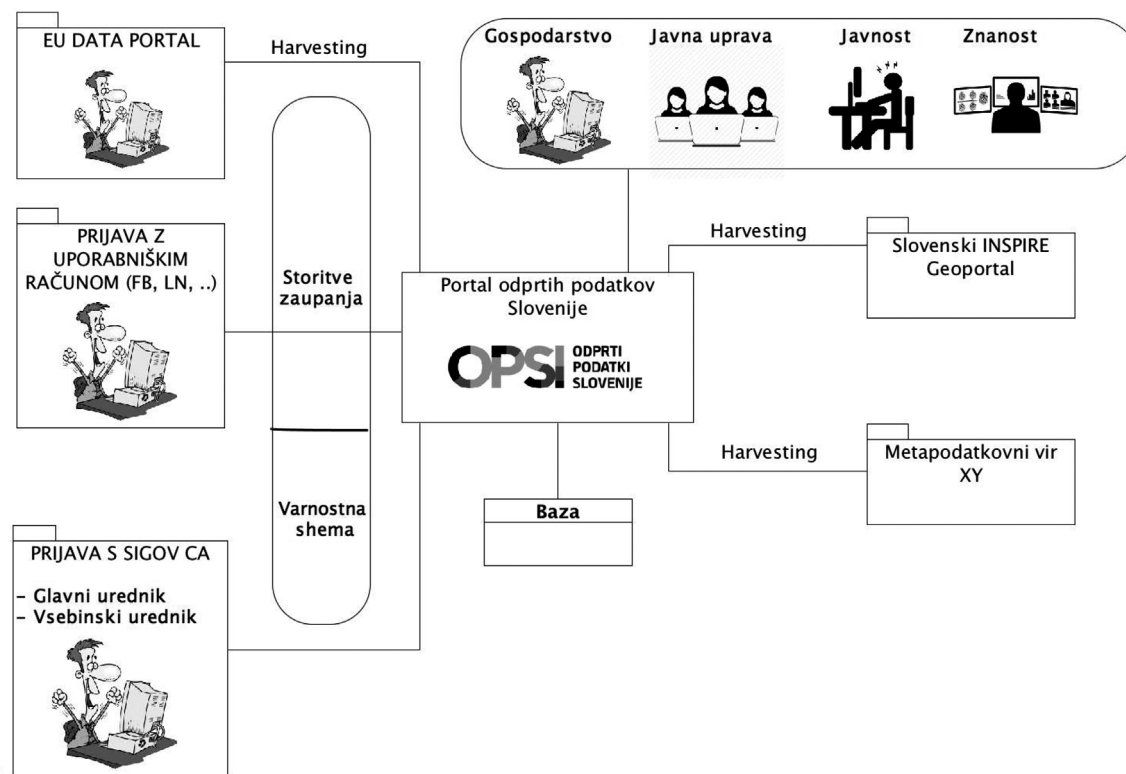 EU DATA PORTAL
Harvesting
Gospodarstvo
Javna uprava
Javnost
Znanost
PRIJAVA Z
UPORABNIŠKIM
RAČUNOM (FB, LN, ..)
Storitve
zaupanja
Varnostna
shema
PRIJAVA S SIGOV CA
- Glavni urednik
- Vsebinski urednik
Portal odprtih podatkov
Slovenije
OPSI
ODPRTI
PODATKI
SLOVENIJE
Baza
Harvesting
Slovenski INSPIRE
Geoportal
Harvesting
Metapodatkovni vir
XY